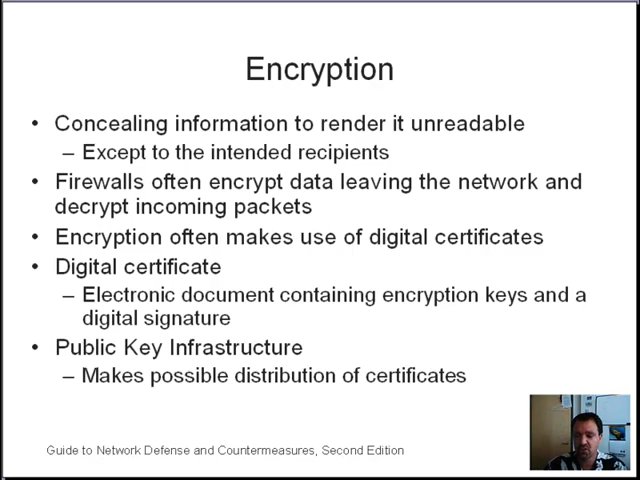 Encryption
• Concealing information to render it unreadable
– Except to the intended recipients
• Firewalls often encrypt data leaving the network and
decrypt incoming packets
• Encryption often makes use of digital certificates
• Digital certificate
– Electronic document containing encryption keys and a
digital signature
• Public Key Infrastructure
– Makes possible distribution of certificates
Guide to Network Defense and Countermeasures, Second Edition